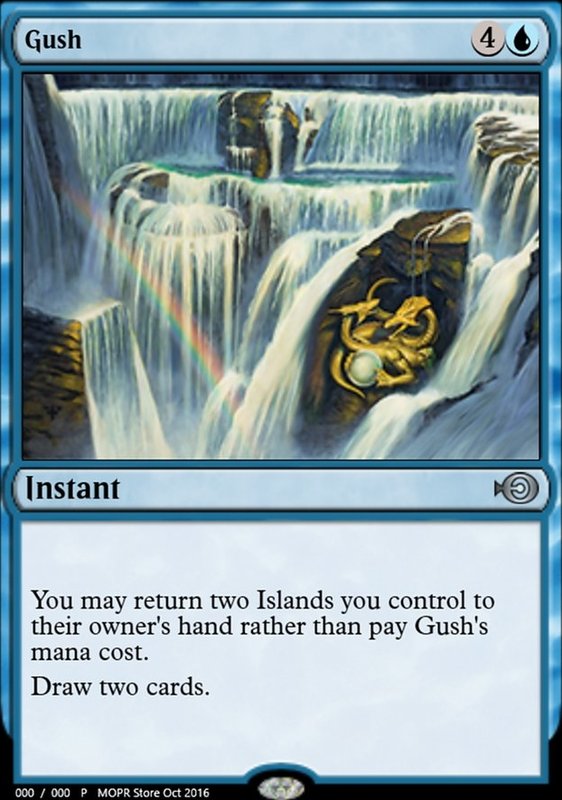 Gush
4
Instant
You may return two Islands you control to
their owner's hand rather than pay Gush's
mana cost.
Draw two cards.
000 / 000 P MOPR Store Oct 2016